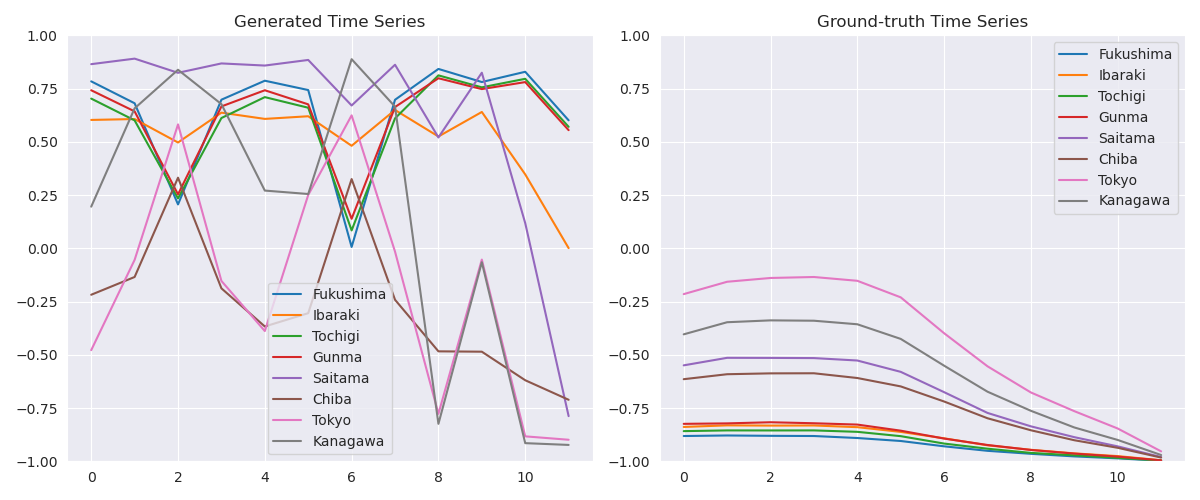 Generated Time Series
1.00
0.75
0.50
0.25
0.00
−0.25
−0.50
−0.75
−1.00
0 2 4 6 8 10
Fukushima
Ibaraki
Tochigi
Gunma
Saitama
Chiba
Tokyo
Kanagawa
Ground-truth Time Series
1.00
0.75
0.50
0.25
0.00
−0.25
−0.50
−0.75
−1.00
0 2 4 6 8 10
Fukushima
Ibaraki
Tochigi
Gunma
Saitama
Chiba
Tokyo
Kanagawa